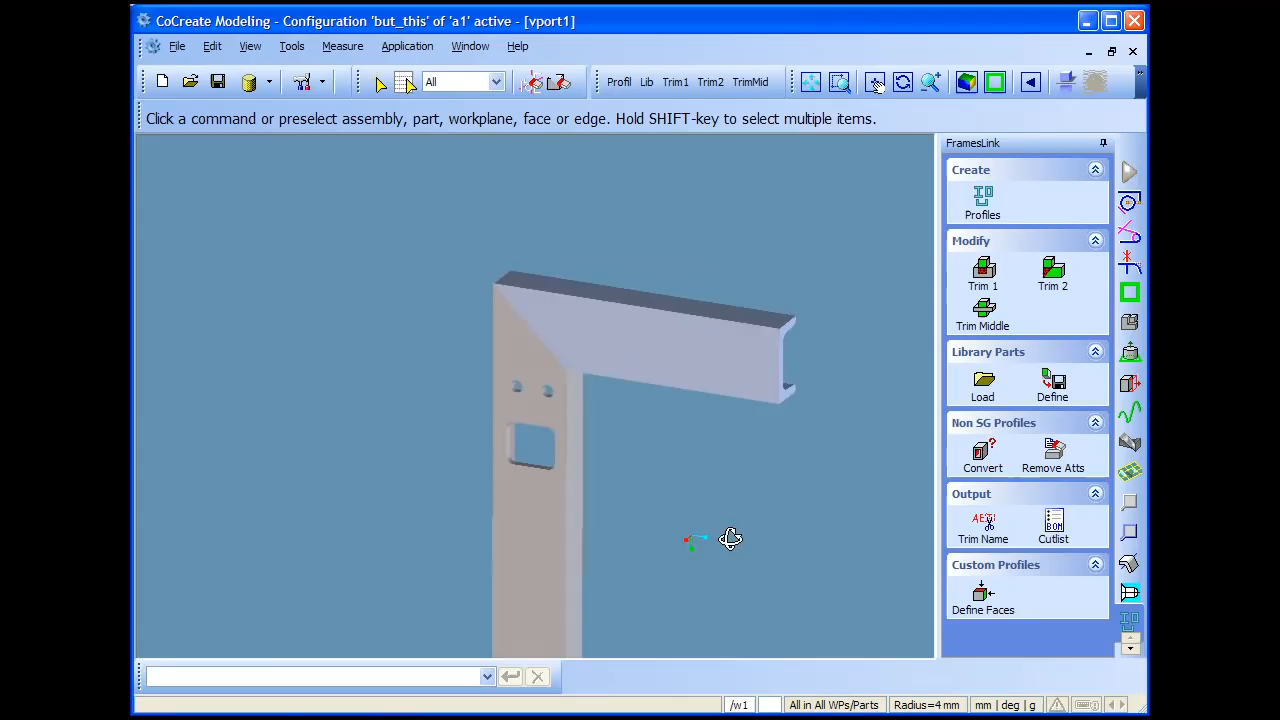 CoCreate Modeling - Configuration 'but_this' of 'a1' active - [vport1]
File Edit View Tools Measure Application Window Help
All Profil Lib Trim1 Trim2 TrimMid
Click a command or preselect assembly, part, workplane, face or edge. Hold SHIFT-key to select multiple items.
FramesLink
Create
Profiles
Modify
Trim 1 Trim 2
Trim Middle
Library Parts
Load Define
Non SG Profiles
?
Convert Remove Atts
Output
BOM
Trim Name Cutlist
Custom Profiles
Define Faces
/w1 All in All WPs/Parts Radius=4 mm mm | deg | g